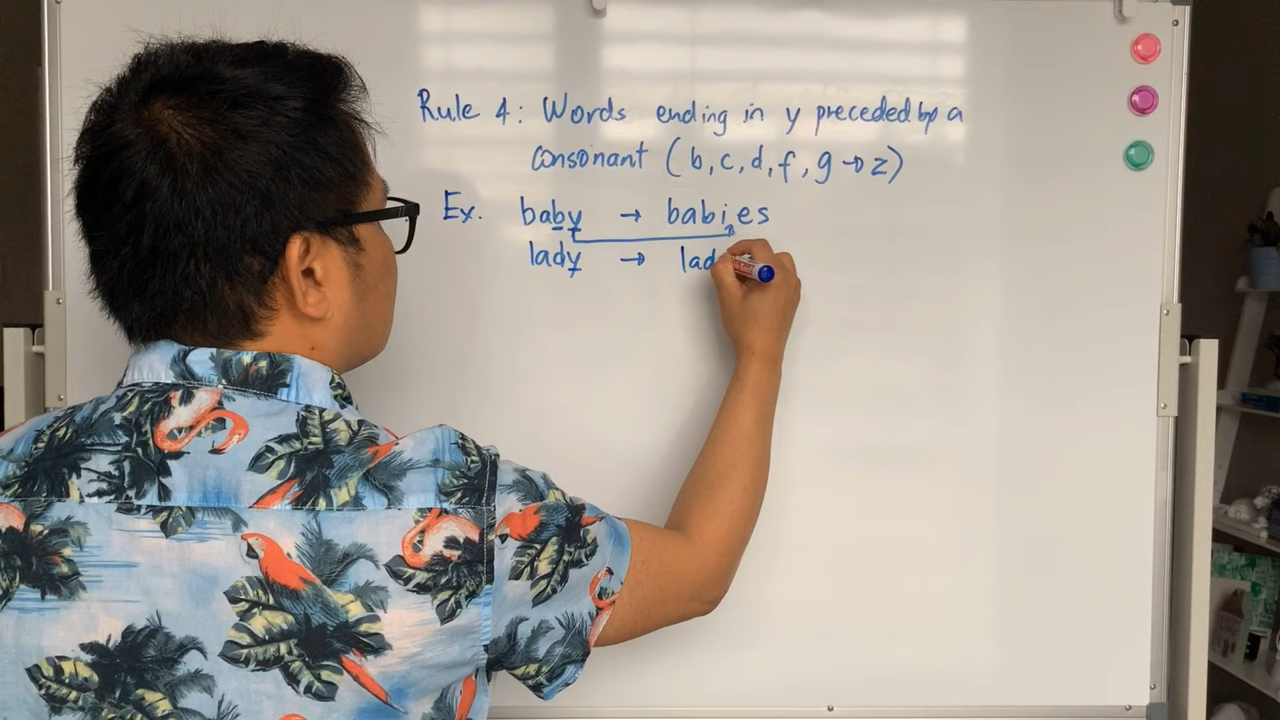 Rule 4: Words ending in y preceded by a
consonant (b, c, d, f, g → z)
Ex. baby → babies
lady → lad